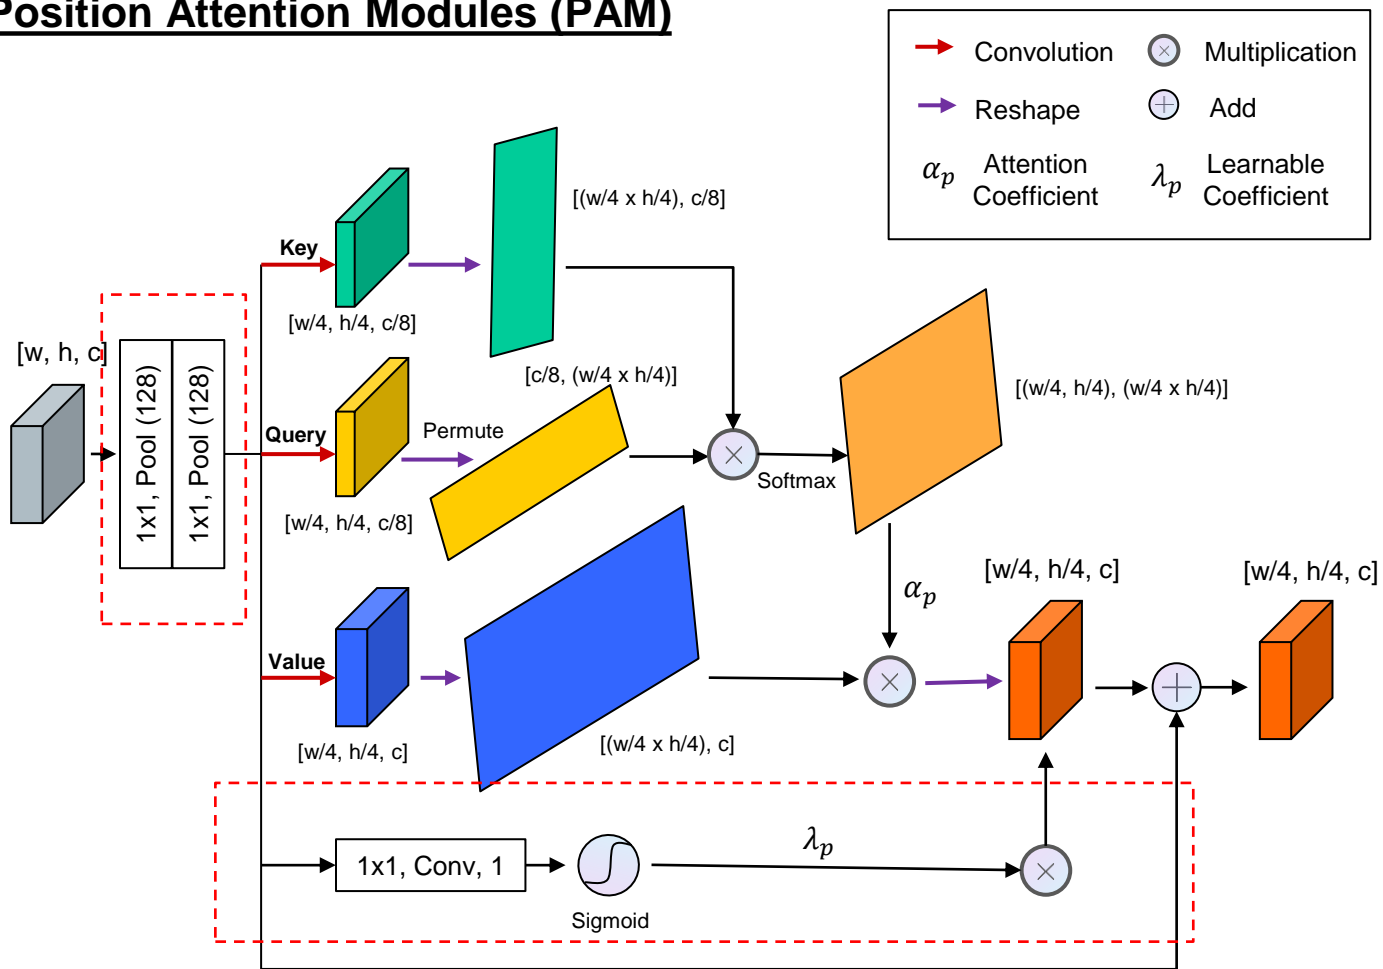 Position Attention Modules (PAM)
Convolution
Multiplication
Reshape
Add
αₚ Attention Coefficient
λₚ Learnable Coefficient
[(w/4 x h/4), c/8]
Key
[w/4, h/4, c/8]
[w, h, c]
1x1, Pool (128)
1x1, Pool (128)
[c/8, (w/4 x h/4)]
[(w/4, h/4), (w/4 x h/4)]
Query
Permute
Softmax
[w/4, h/4, c/8]
[w/4, h/4, c]
[w/4, h/4, c]
αₚ
Value
[w/4, h/4, c]
[(w/4 x h/4), c]
1x1, Conv, 1
λₚ
Sigmoid